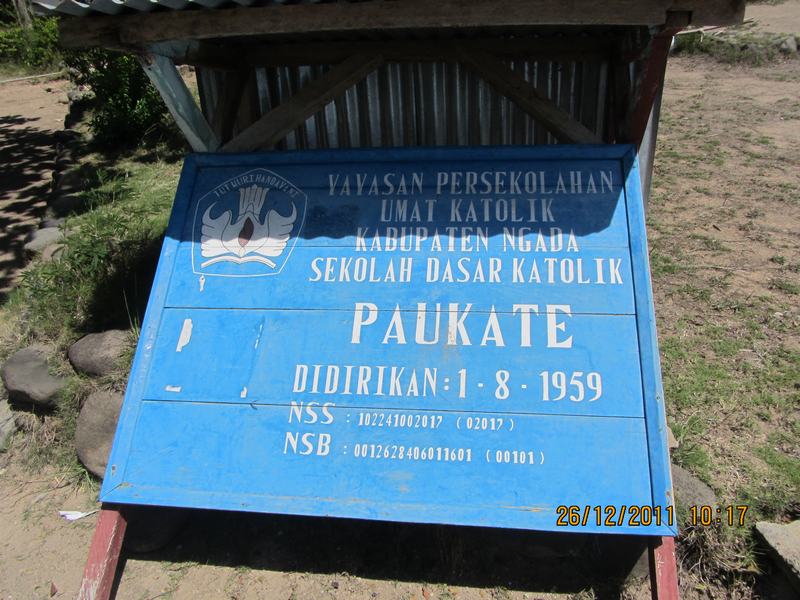 TUT WURI HANDAYANI
YAYASAN PERSEKOLAHAN
UMAT KATOLIK
KABUPATEN NGADA
SEKOLAH DASAR KATOLIK
PAUKATE
DIDIRIKAN : 1 - 8 - 1959
NSS : 102241002017 ( 02017 )
NSB : 0012628406011601 ( 00101 )
26/12/2011 10:17